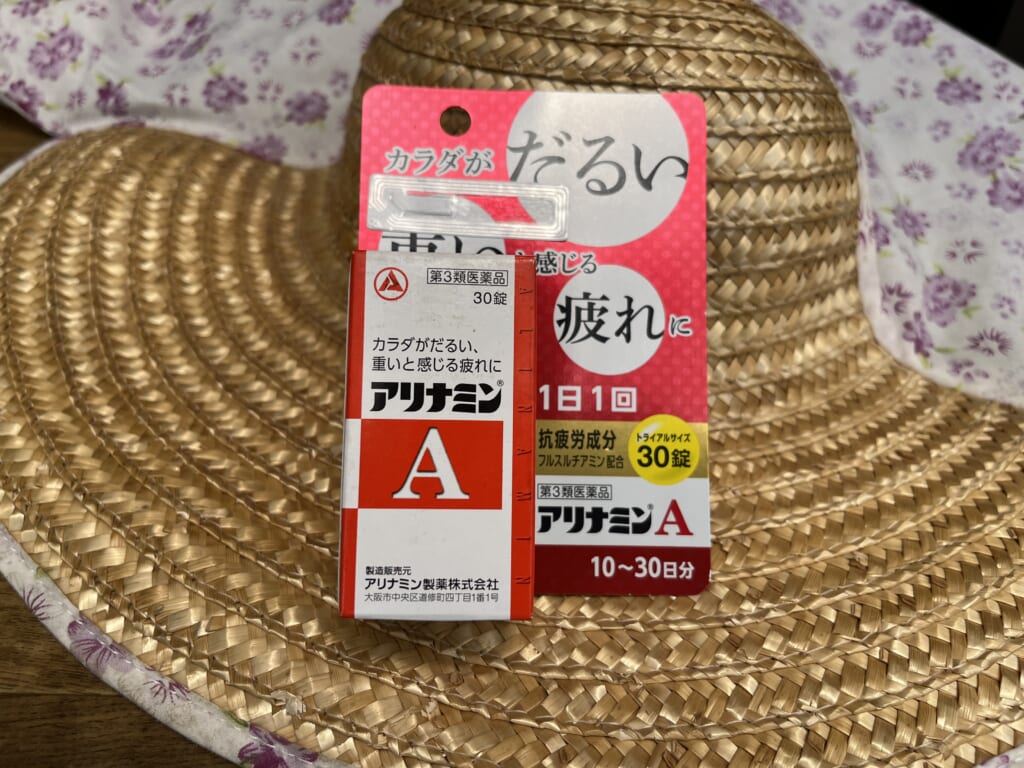 カラダが だるい
重い と感じる
疲れに
1日1回
抗疲労成分
フルスルチアミン配合
トライアルサイズ
30錠
第3類医薬品
アリナミンA
10～30日分
第3類医薬品
30錠
カラダがだるい、
重いと感じる疲れに
アリナミン®
A
製造販売元
アリナミン製薬株式会社
大阪市中央区道修町四丁目1番1号
ALINAMIN